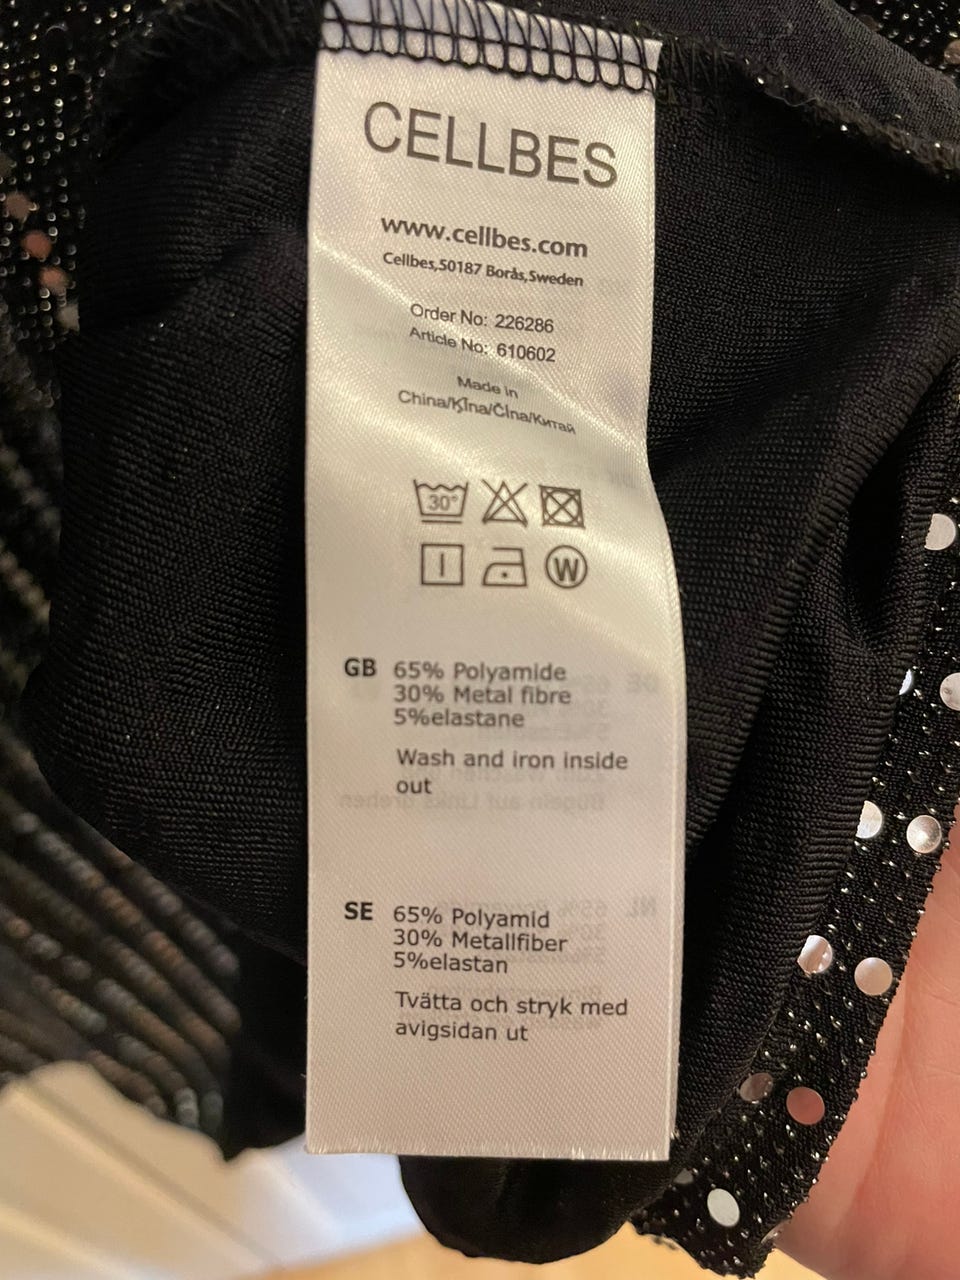 CELLBES
www.cellbes.com
Cellbes,50187 Borås,Sweden
Order No: 226286
Article No: 610602
Made in
China/Ķīna/Čína/Китай
30°
W
GB 65% Polyamide
30% Metal fibre
5%elastane
Wash and iron inside
out
SE 65% Polyamid
30% Metallfiber
5%elastan
Tvätta och stryk med
avigsidan ut